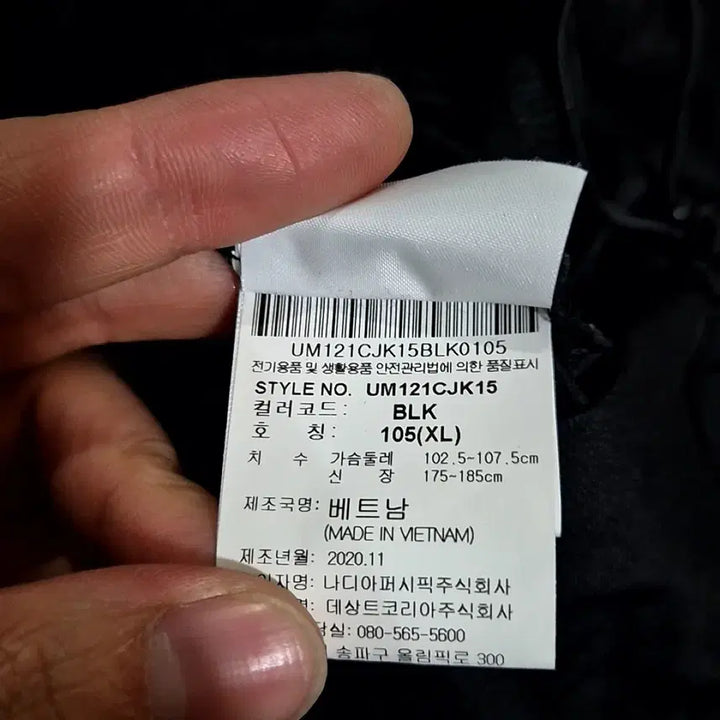 UM121CJK15BLK0105
전기용품 및 생활용품 안전관리법에 의한 품질표시
STYLE NO. UM121CJK15
컬러코드: BLK
호 칭: 105(XL)
치 수 가슴둘레 102.5~107.5cm
신 장 175~185cm
제조국명: 베트남
(MADE IN VIETNAM)
제조년월: 2020.11
자명: 나디아퍼시픽주식회사
명: 데상트코리아주식회사
담실: 080-565-5600
송파구 올림픽로 300